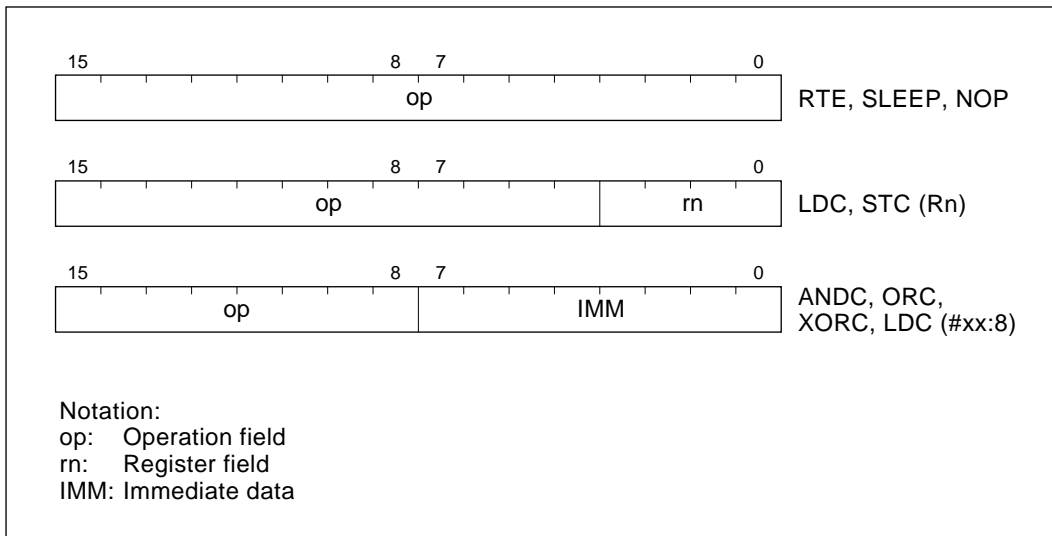 15 8 7 0
op RTE, SLEEP, NOP
15 8 7 0
op rn LDC, STC (Rn)
15 8 7 0
op IMM ANDC, ORC,
XORC, LDC (#xx:8)
Notation:
op: Operation field
rn: Register field
IMM: Immediate data